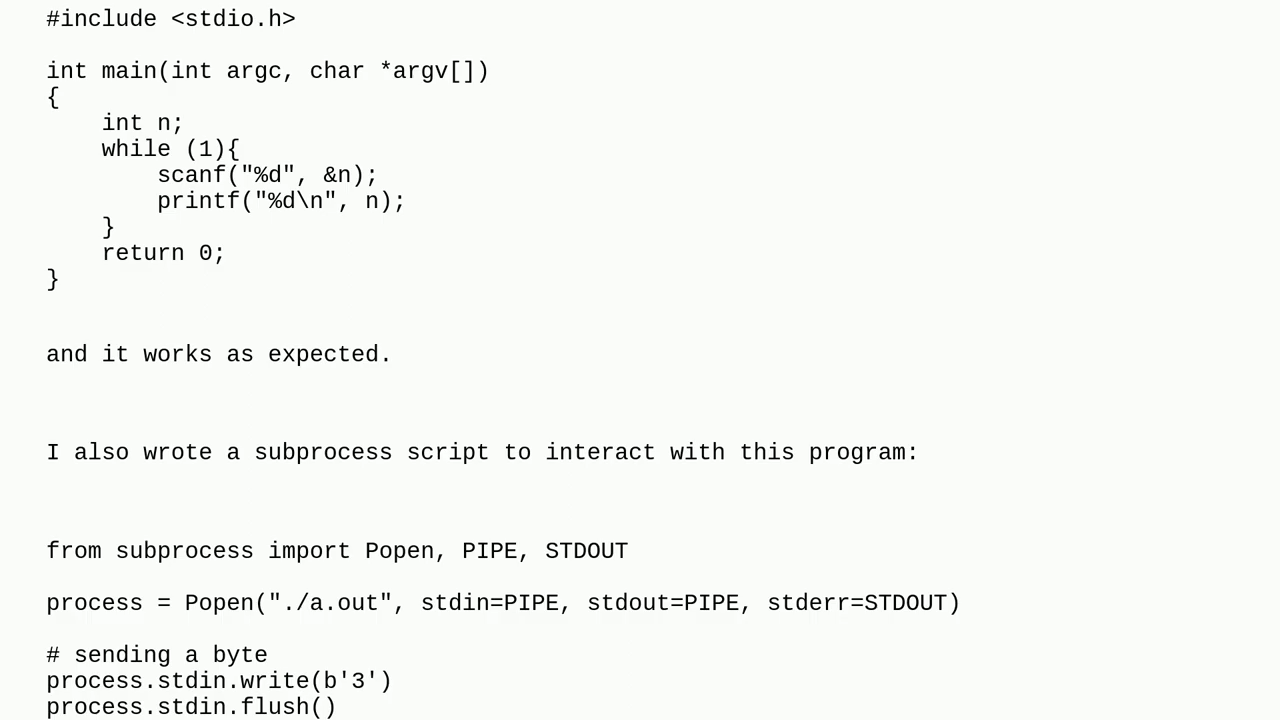 #include <stdio.h>
int main(int argc, char *argv[])
{
    int n;
    while (1){
        scanf("%d", &n);
        printf("%d\n", n);
    }
    return 0;
}
and it works as expected.
I also wrote a subprocess script to interact with this program:
from subprocess import Popen, PIPE, STDOUT
process = Popen("./a.out", stdin=PIPE, stdout=PIPE, stderr=STDOUT)
# sending a byte
process.stdin.write(b'3')
process.stdin.flush()